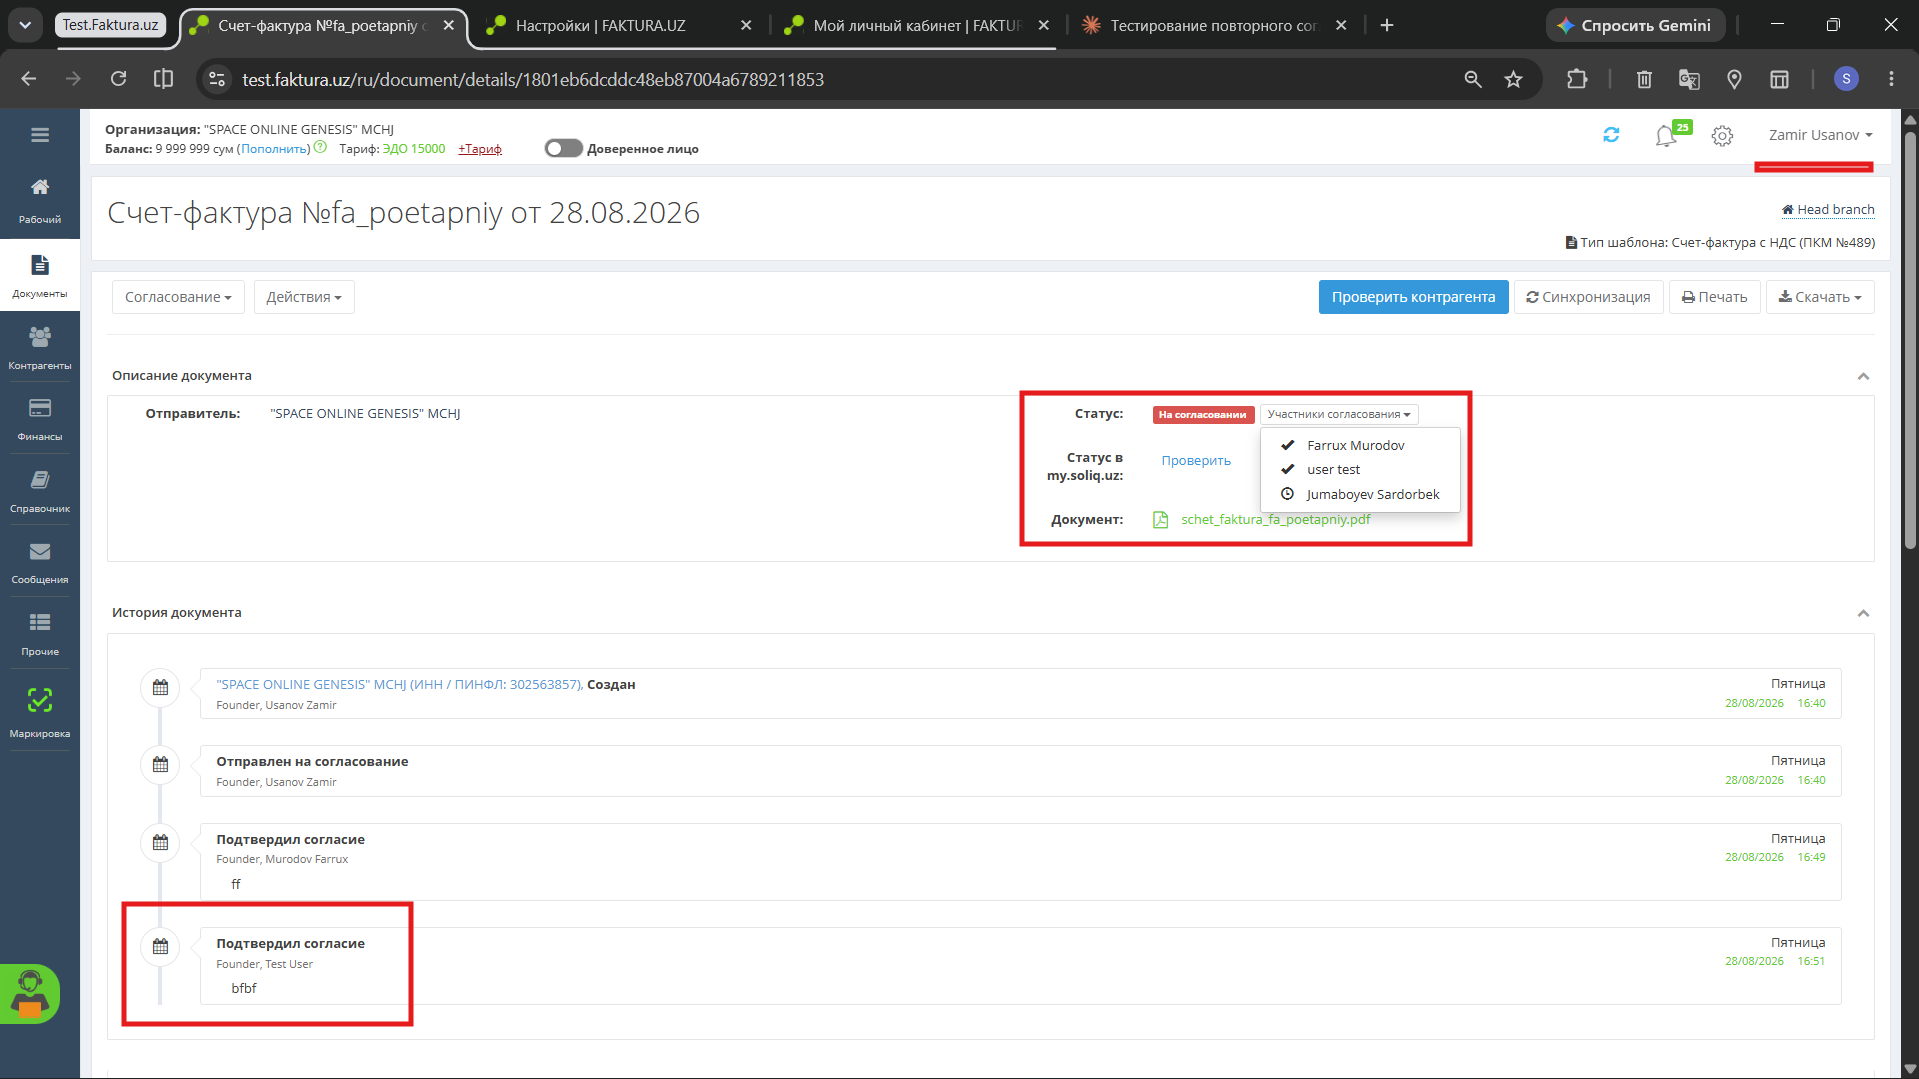 Test.Faktura.uz
Счет-фактура №fa_poetapniy
Настройки | FAKTURA.UZ
Мой личный кабинет | FAKTUR
Тестирование повторного сог
Спросить Gemini
test.faktura.uz/ru/document/details/1801eb6dcddc48eb87004a6789211853
S
Организация: "SPACE ONLINE GENESIS" MCHJ
Баланс: 9 999 999 сум (Пополнить) Тариф: ЭДО 15000 +Тариф
Доверенное лицо
25
Zamir Usanov
Рабочий
Документы
Контрагенты
Финансы
Справочник
Сообщения
Прочие
Маркировка
Счет-фактура №fa_poetapniy от 28.08.2026
Head branch
Тип шаблона: Счет-фактура с НДС (ПКМ №489)
Согласование
Действия
Проверить контрагента
Синхронизация
Печать
Скачать
Описание документа
Отправитель: "SPACE ONLINE GENESIS" MCHJ
Статус: На согласовании Участники согласования
Farrux Murodov
user test
Jumaboyev Sardorbek
Статус в my.soliq.uz: Проверить
Документ: schet_faktura_fa_poetapniy.pdf
История документа
"SPACE ONLINE GENESIS" MCHJ (ИНН / ПИНФЛ: 302563857), Создан
Founder, Usanov Zamir
Пятница
28/08/2026 16:40
Отправлен на согласование
Founder, Usanov Zamir
Пятница
28/08/2026 16:40
Подтвердил согласие
Founder, Murodov Farrux
ff
Пятница
28/08/2026 16:49
Подтвердил согласие
Founder, Test User
bfbf
Пятница
28/08/2026 16:51